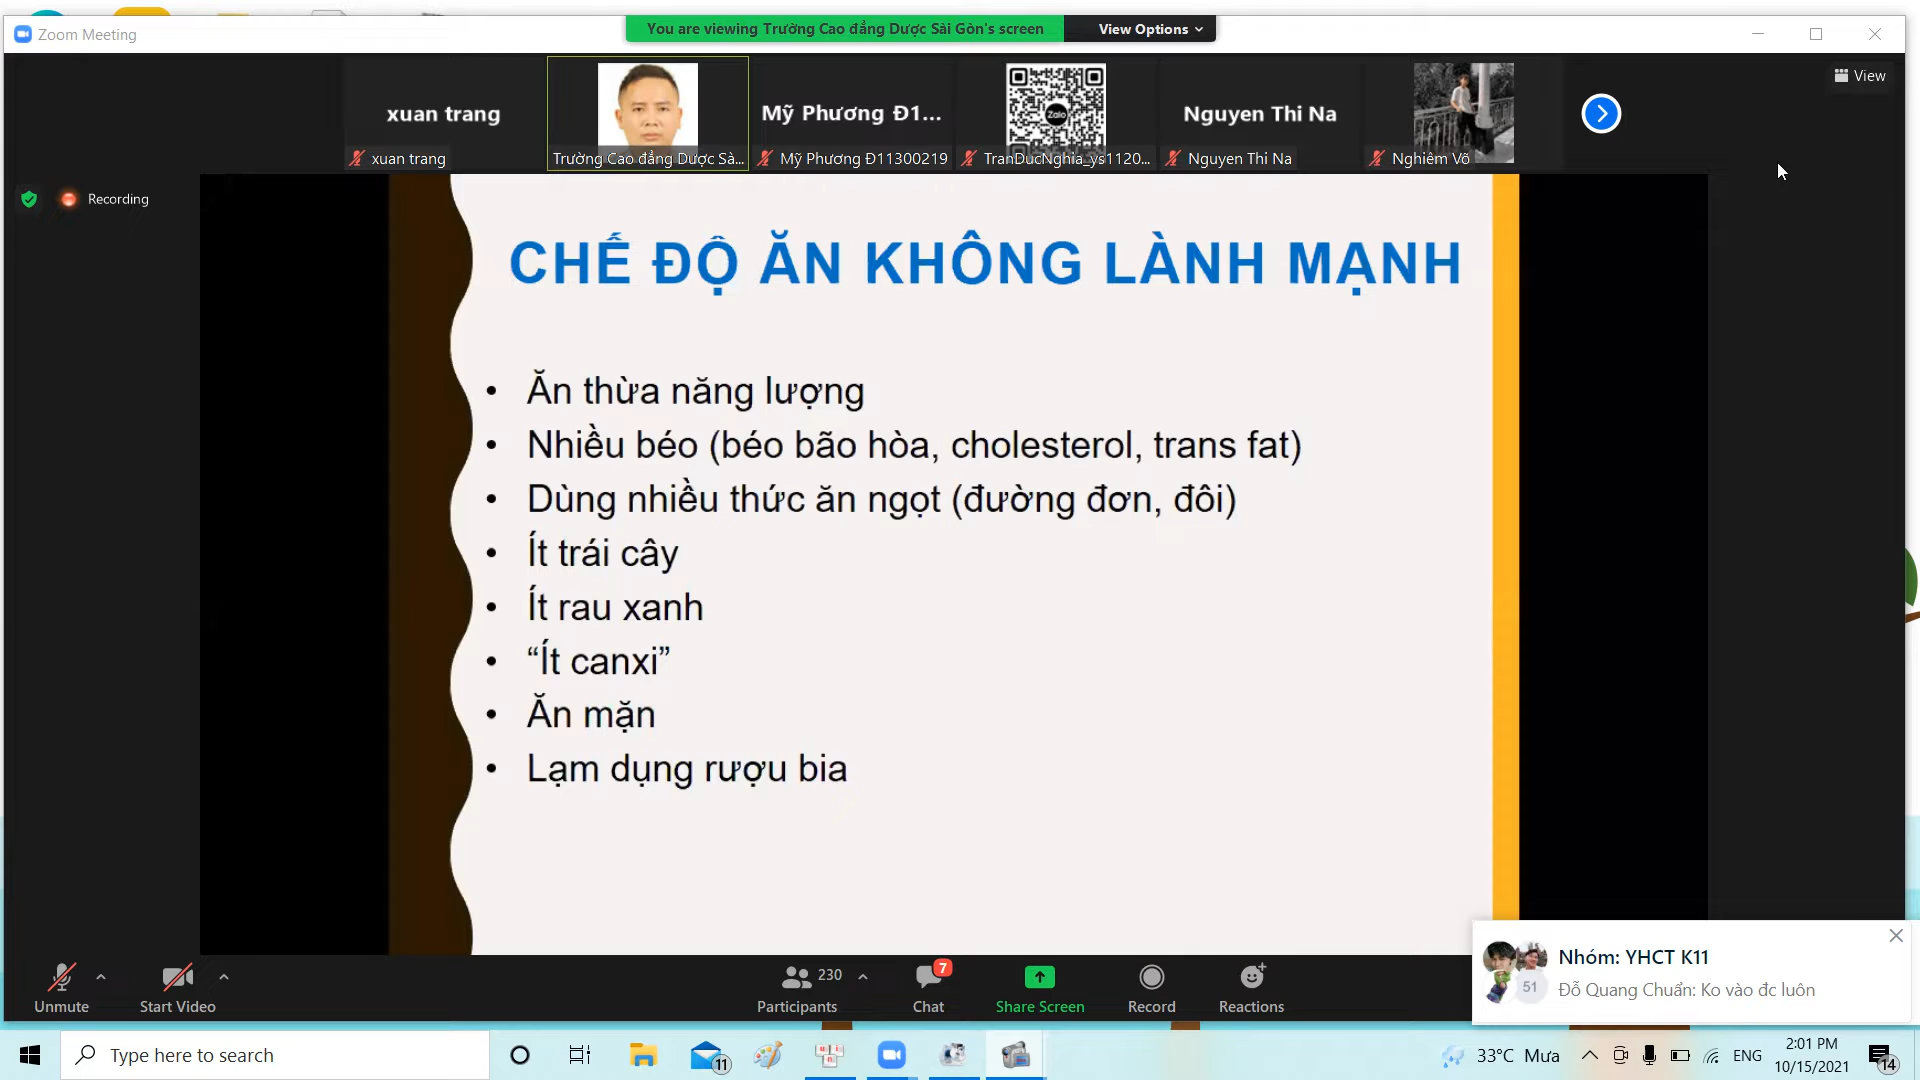 Zoom Meeting
You are viewing Trường Cao đẳng Dược Sài Gòn's screen
View Options
View
xuan trang
Mỹ Phương Đ1...
Zalo
Nguyen Thi Na
xuan trang
Trường Cao đẳng Dược Sà...
Mỹ Phương Đ11300219
TranDucNghia_ys1120...
Nguyen Thi Na
Nghiêm Võ
Recording
CHẾ ĐỘ ĂN KHÔNG LÀNH MẠNH
• Ăn thừa năng lượng
• Nhiều béo (béo bão hòa, cholesterol, trans fat)
• Dùng nhiều thức ăn ngọt (đường đơn, đôi)
• Ít trái cây
• Ít rau xanh
• “Ít canxi”
• Ăn mặn
• Lạm dụng rượu bia
Nhóm: YHCT K11
51
Đỗ Quang Chuẩn: Ko vào đc luôn
230
7
Unmute
Start Video
Participants
Chat
Share Screen
Record
Reactions
Type here to search
11
33°C Mưa
ENG
2:01 PM
10/15/2021
14